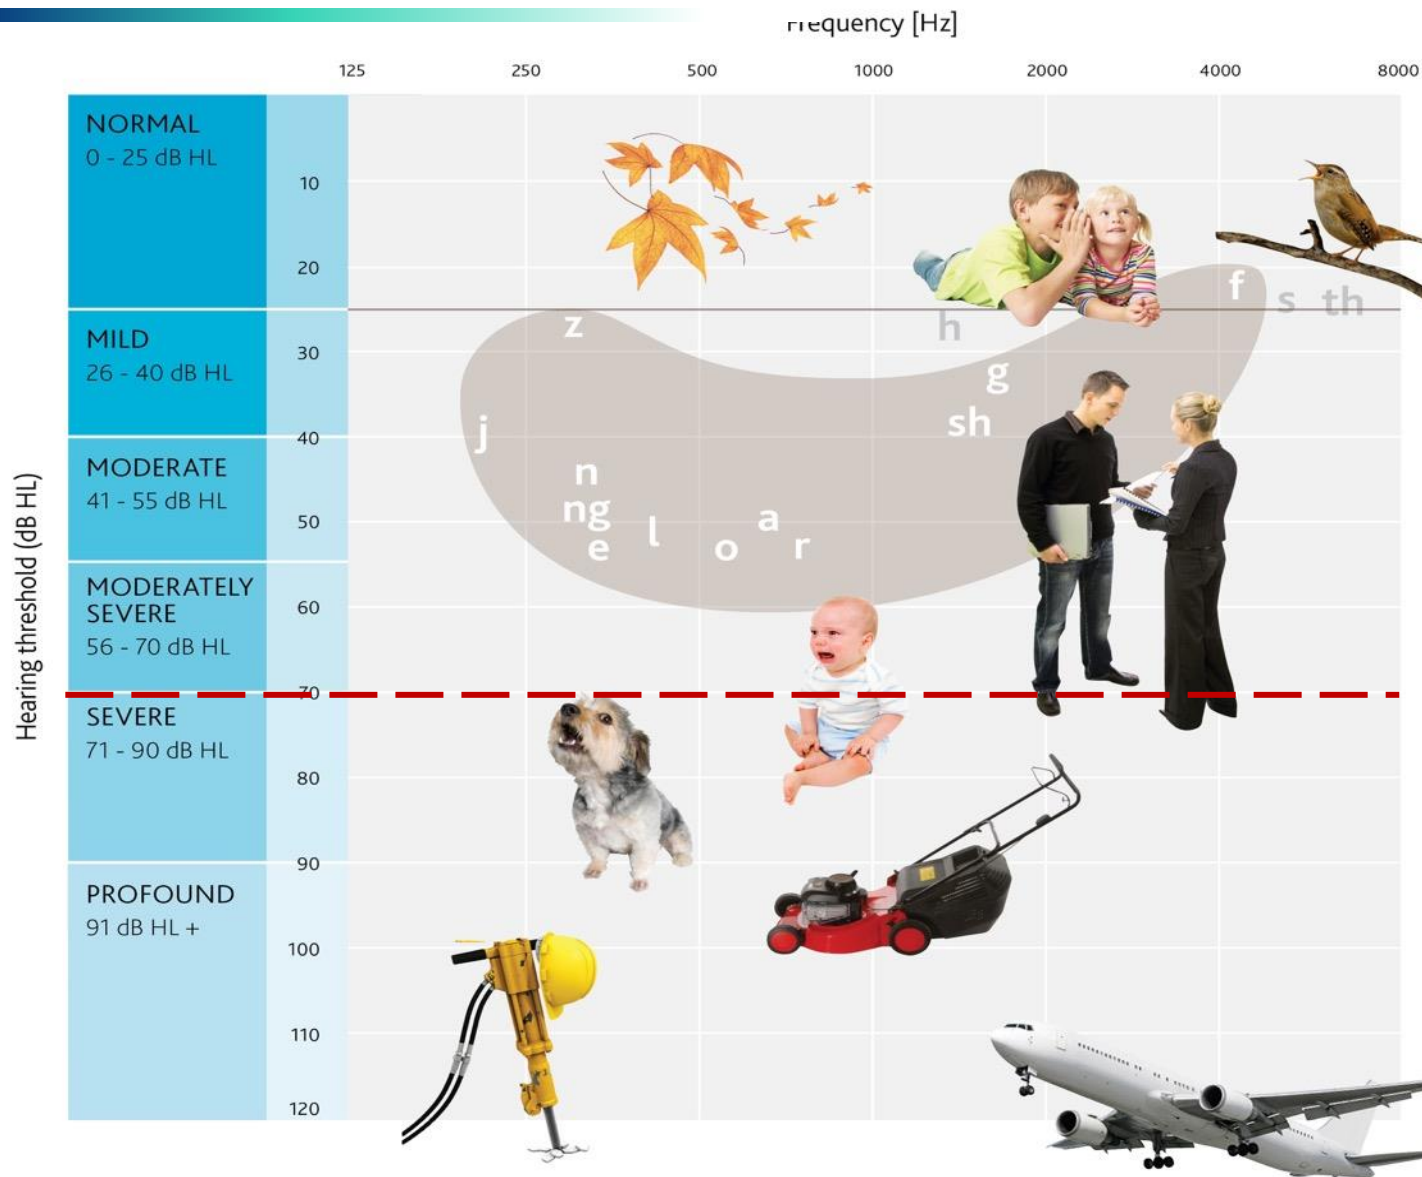 Frequency [Hz]
125 250 500 1000 2000 4000 8000
Hearing threshold (dB HL)
NORMAL
0 - 25 dB HL
10
20
MILD
26 - 40 dB HL
30
40
MODERATE
41 - 55 dB HL
50
MODERATELY
SEVERE
56 - 70 dB HL
60
70
SEVERE
71 - 90 dB HL
80
90
PROFOUND
91 dB HL +
100
110
120
f
s
th
z
h
g
j
sh
n
ng
l
a
e
o
r